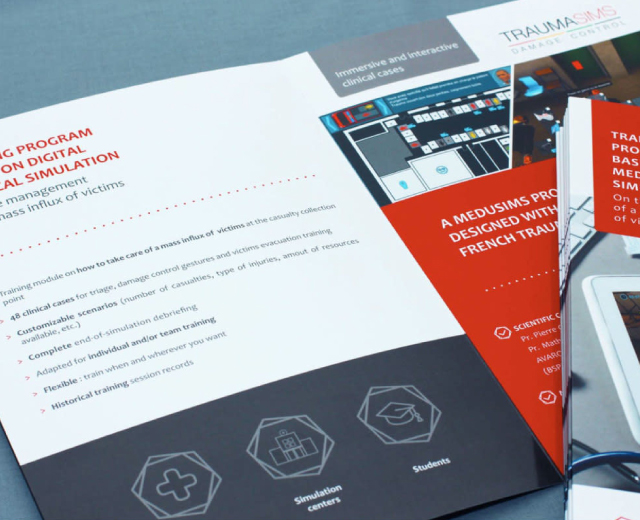 NG PROGRAM
ON DIGITAL
CAL SIMULATION
e management
mass influx of victims
Training module on how to take care of a mass influx of victims at the casualty collection
point
> 48 clinical cases for triage, damage control gestures and victims evacuation training
> Customizable scenarios (number of casualties, type of injuries, amout of resources
available, etc.)
> Complete end-of-simulation debriefing
> Adapted for individual and/or team training
> Flexible : train when and wherever you want
> Historical training session records
Simulation
centers
Students
Immersive and interactive
clinical cases
TRAUMASIMS
DAMAGE CONTROL
A MEDUSIMS PRO
DESIGNED WITH
FRENCH TRAU
SCIENTIFIC C
Pr. Pierre
Pr. Math
AVARO
(BSP
TRAI
PRO
BAS
MED
SIM
On t
of a
of vi